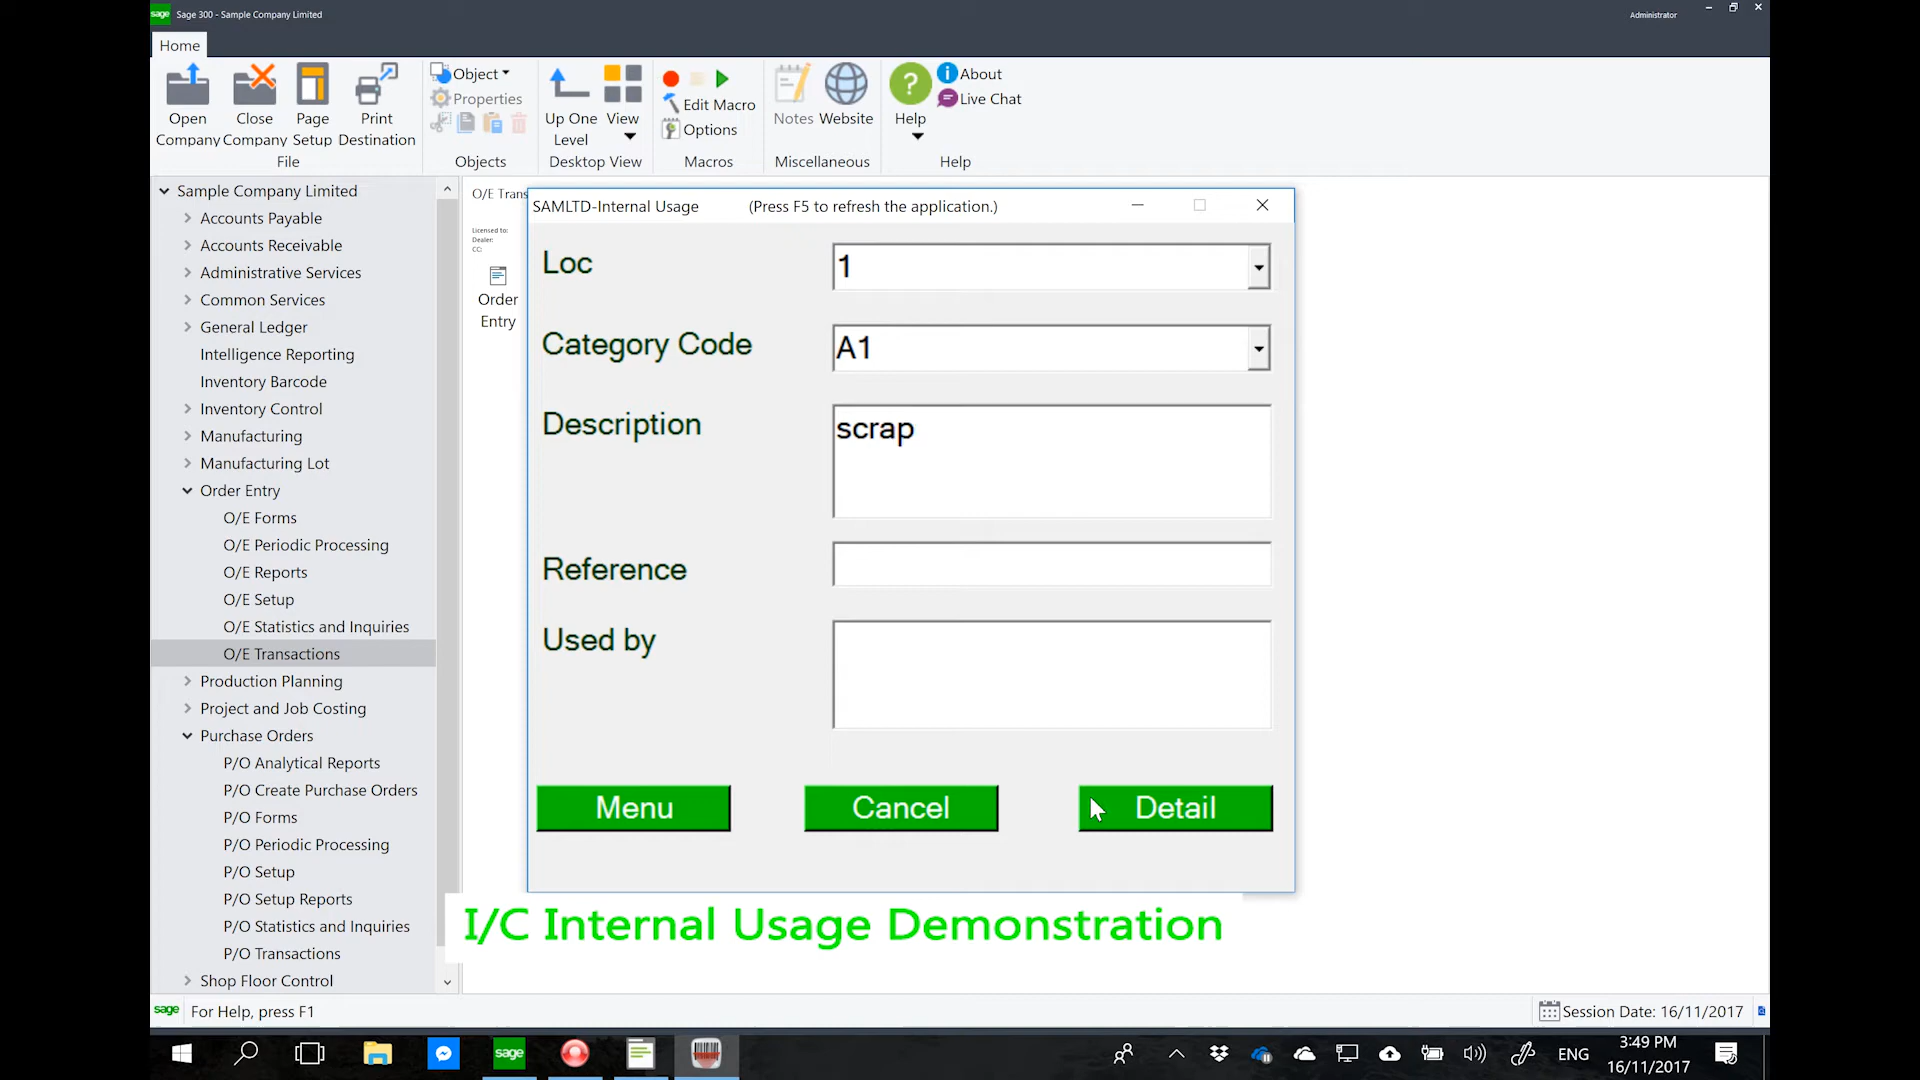 sage Sage 300 - Sample Company Limited
Administrator
Home
Open Company
Close Company
Page Setup
Print Destination
File
Object
Properties
Objects
Up One Level
View
Desktop View
Edit Macro
Options
Macros
Notes
Website
Miscellaneous
Help
About
Live Chat
Help
Sample Company Limited
Accounts Payable
Accounts Receivable
Administrative Services
Common Services
General Ledger
Intelligence Reporting
Inventory Barcode
Inventory Control
Manufacturing
Manufacturing Lot
Order Entry
O/E Forms
O/E Periodic Processing
O/E Reports
O/E Setup
O/E Statistics and Inquiries
O/E Transactions
Production Planning
Project and Job Costing
Purchase Orders
P/O Analytical Reports
P/O Create Purchase Orders
P/O Forms
P/O Periodic Processing
P/O Setup
P/O Setup Reports
P/O Statistics and Inquiries
P/O Transactions
Shop Floor Control
O/E Trans
Licensed to:
Dealer:
CC:
Order
Entry
SAMLTD-Internal Usage (Press F5 to refresh the application.)
Loc 1
Category Code A1
Description scrap
Reference
Used by
Menu Cancel Detail
I/C Internal Usage Demonstration
sage For Help, press F1
Session Date: 16/11/2017
sage
ENG
3:49 PM
16/11/2017